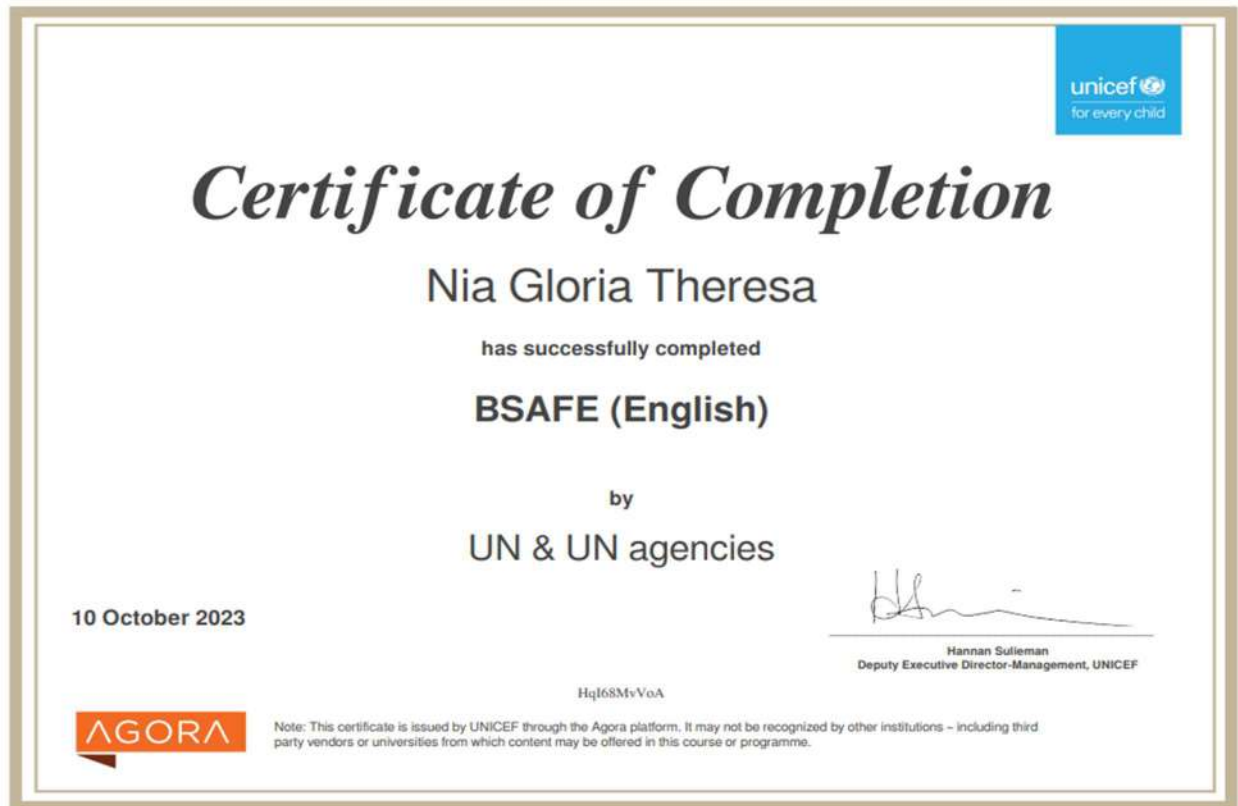 unicef
for every child
Certificate of Completion
Nia Gloria Theresa
has successfully completed
BSAFE (English)
by
UN & UN agencies
10 October 2023
Hannan Sulieman
Deputy Executive Director-Management, UNICEF
HqI68MvVoA
AGORA
Note: This certificate is issued by UNICEF through the Agora platform. It may not be recognized by other institutions – including third
party vendors or universities from which content may be offered in this course or programme.